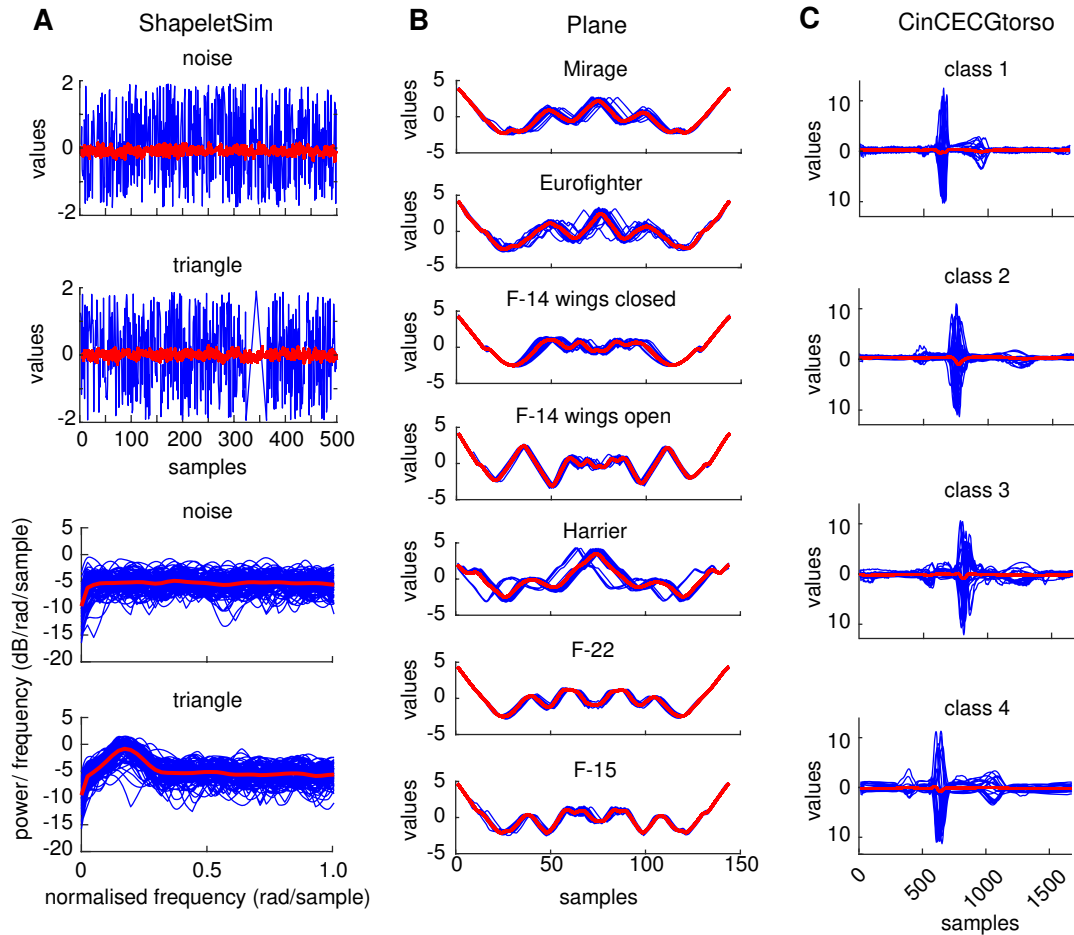 A
ShapeletSim
noise
2
0
-2
values
triangle
2
0
-2
values
0 100 200 300 400 500
samples
noise
5
0
-5
-10
-15
-20
triangle
5
0
-5
-10
-15
-20
power/ frequency (dB/rad/sample)
0 0.5 1.0
normalised frequency (rad/sample)
B
Plane
Mirage
5
0
-5
values
Eurofighter
5
0
-5
values
F-14 wings closed
5
0
-5
values
F-14 wings open
5
0
-5
values
Harrier
5
0
-5
values
F-22
5
0
-5
values
F-15
5
0
-5
values
0 50 100 150
samples
C
CinCECGtorso
class 1
10
0
10
values
class 2
10
0
10
values
class 3
10
0
10
values
class 4
10
0
10
values
0 500 1000 1500
samples